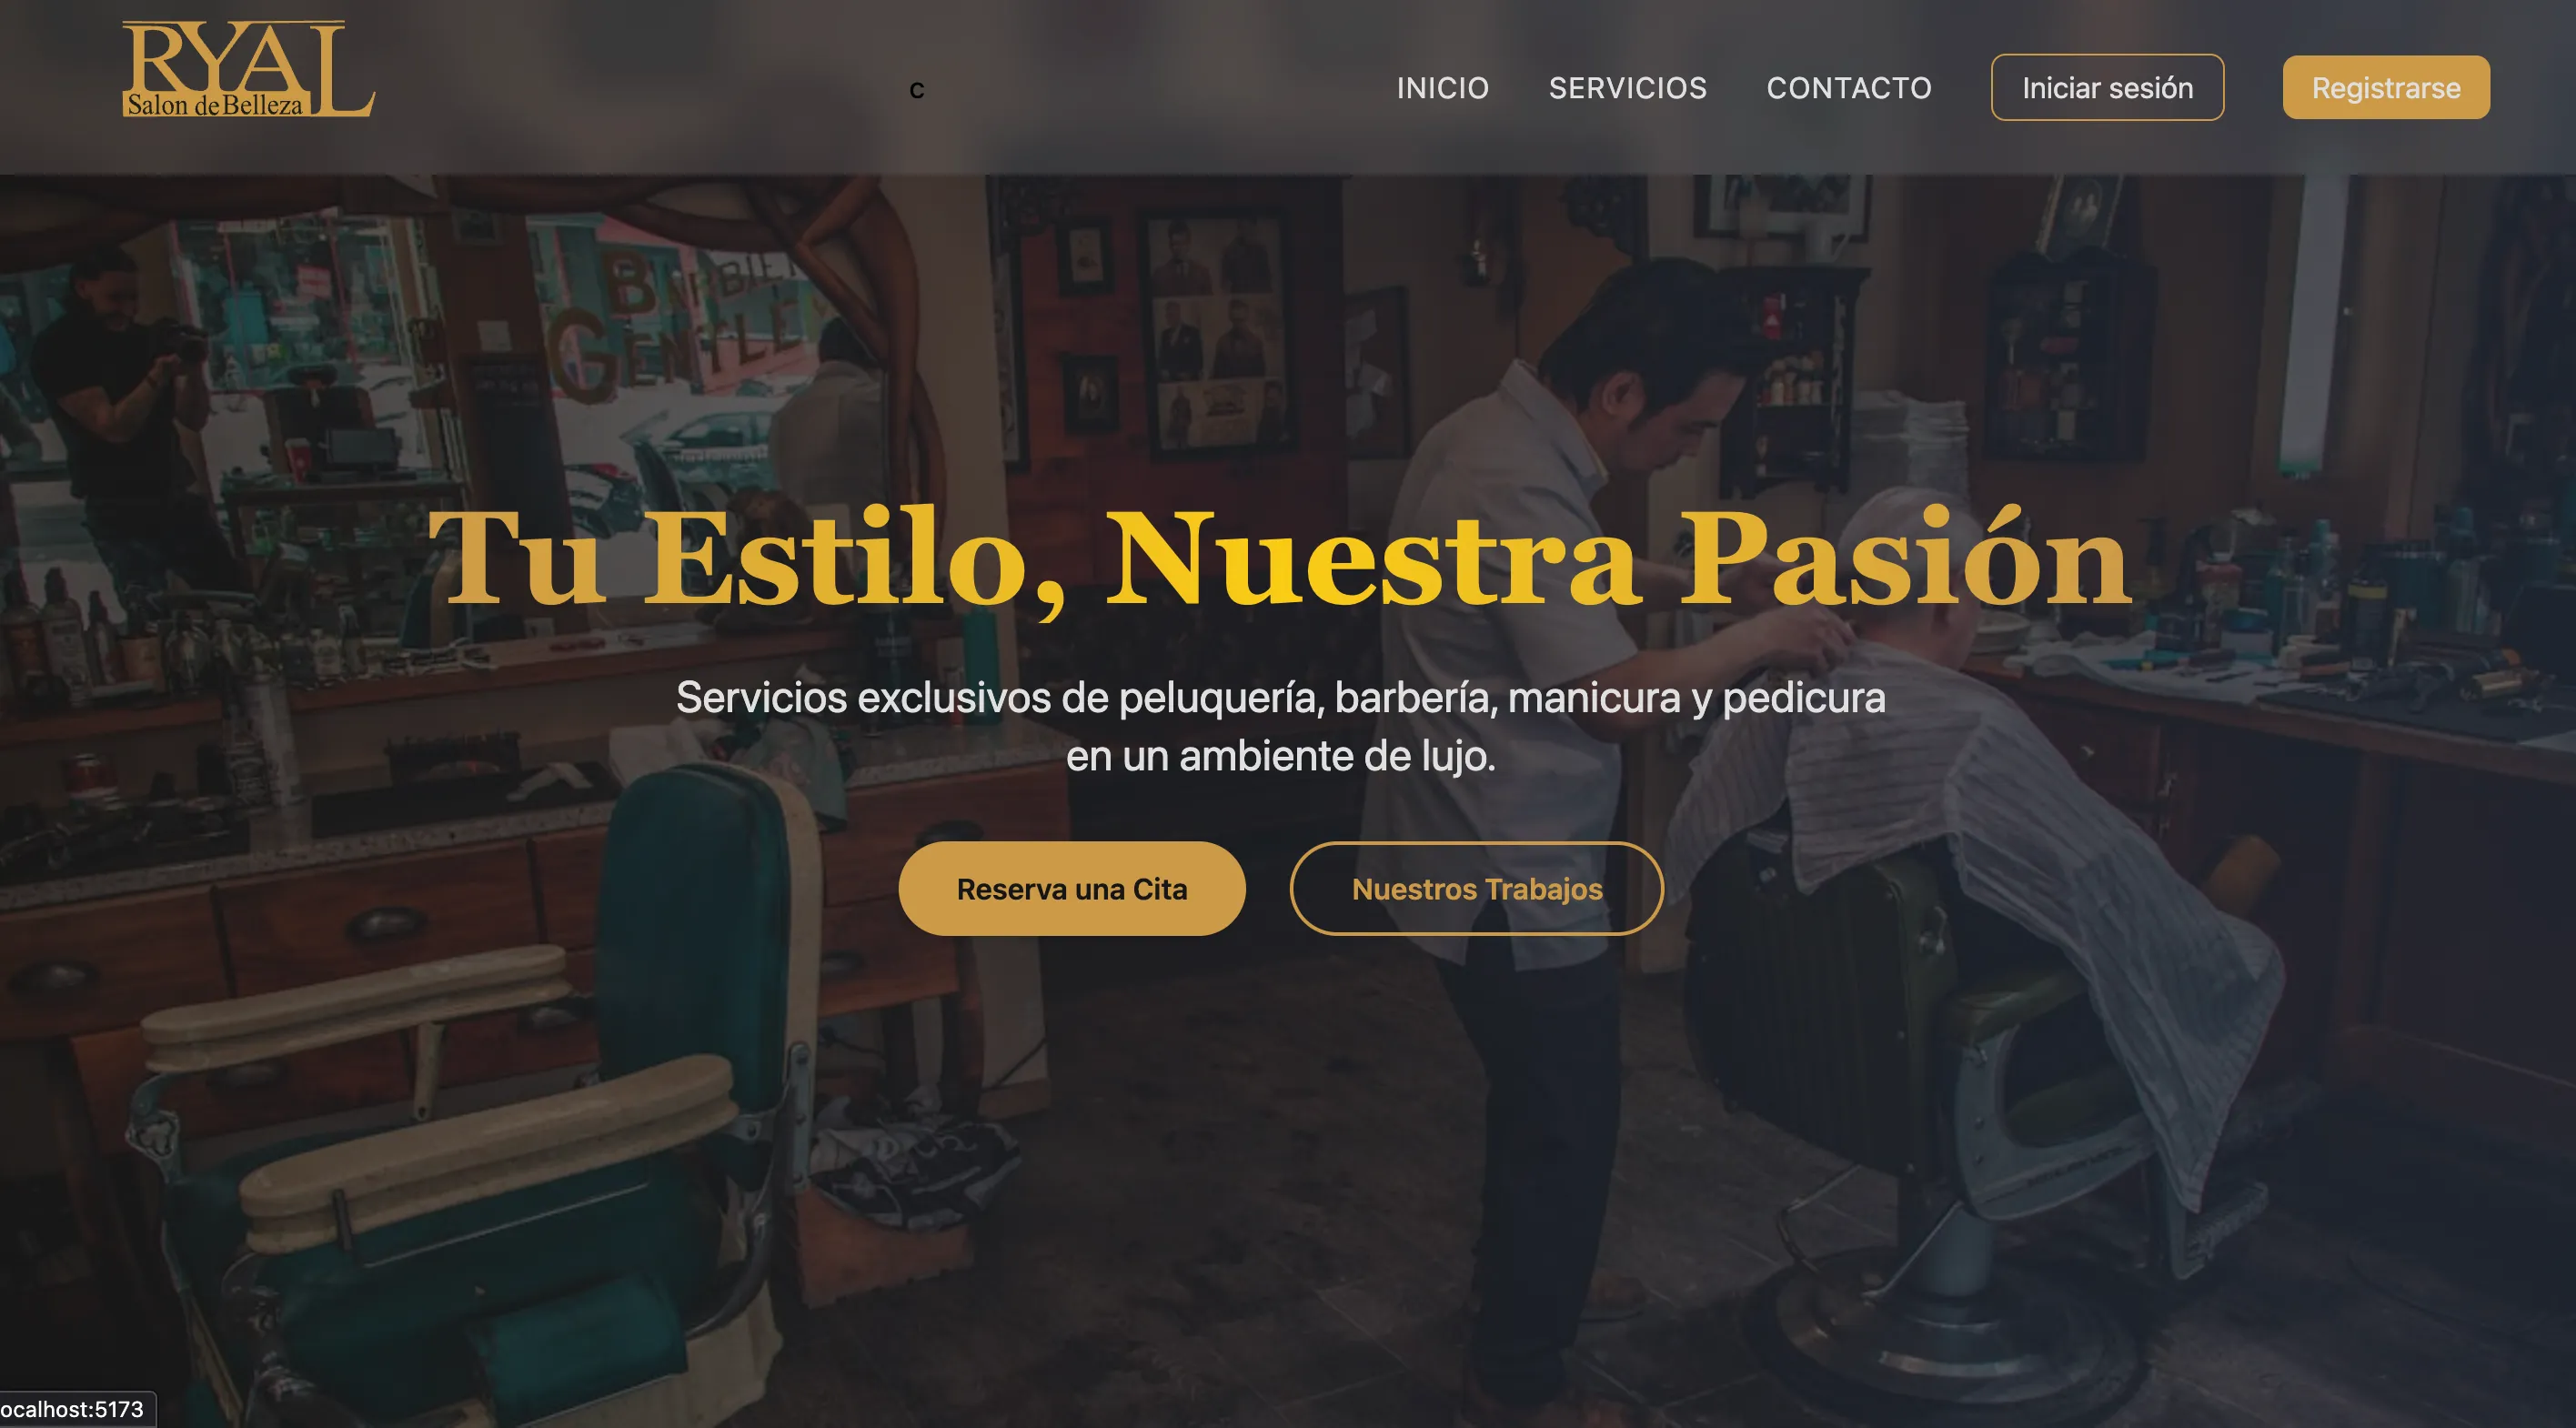 RYAL
Salon de Belleza
c
INICIO
SERVICIOS
CONTACTO
Iniciar sesión
Registrarse
Tu Estilo, Nuestra Pasión
Servicios exclusivos de peluquería, barbería, manicura y pedicura
en un ambiente de lujo.
Reserva una Cita
Nuestros Trabajos
ocalhost:5173